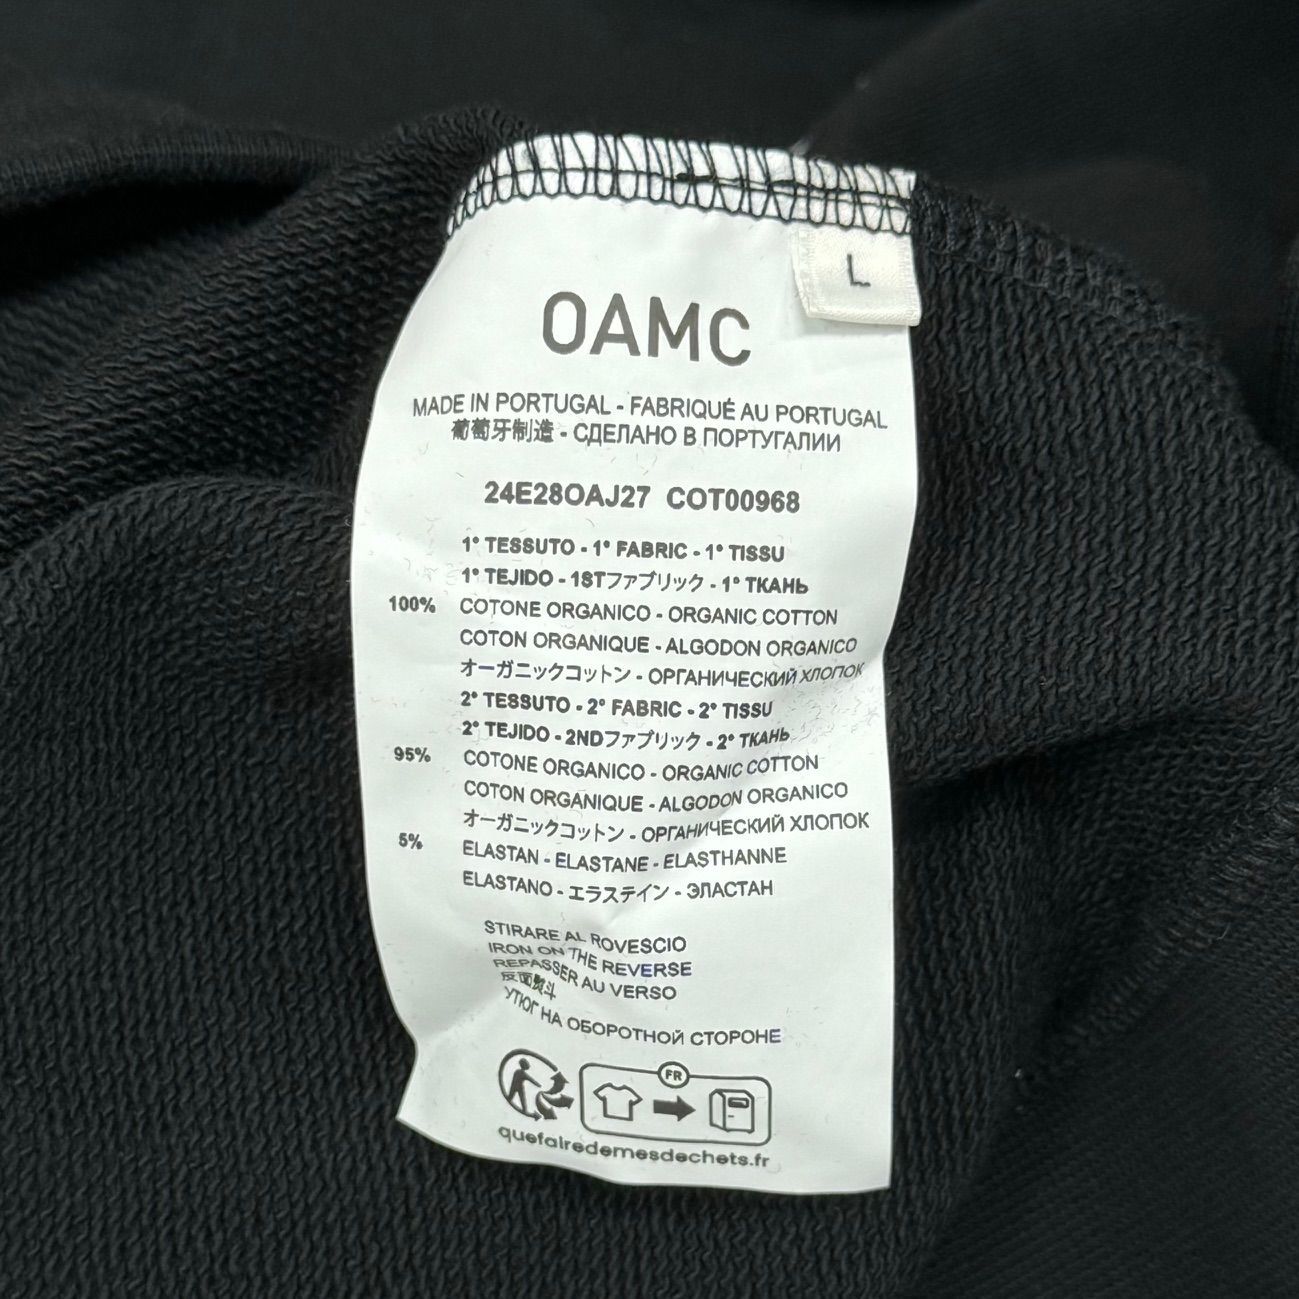 L
OAMC
MADE IN PORTUGAL - FABRIQUÉ AU PORTUGAL
葡萄牙制造 - СДЕЛАНО В ПОРТУГАЛИИ
24E28OAJ27 COT00968
1° TESSUTO - 1° FABRIC - 1° TISSU
1° TEJIDO - 1STファブリック - 1° ТКАНЬ
100% COTONE ORGANICO - ORGANIC COTTON
COTON ORGANIQUE - ALGODON ORGANICO
オーガニックコットン - ОРГАНИЧЕСКИЙ ХЛОПОК
2° TESSUTO - 2° FABRIC - 2° TISSU
2° TEJIDO - 2NDファブリック - 2° ТКАНЬ
95% COTONE ORGANICO - ORGANIC COTTON
COTON ORGANIQUE - ALGODON ORGANICO
オーガニックコットン - ОРГАНИЧЕСКИЙ ХЛОПОК
5% ELASTAN - ELASTANE - ELASTHANNE
ELASTANO - エラステイン - ЭЛАСТАН
STIRARE AL ROVESCIO
IRON ON THE REVERSE
REPASSER AU VERSO
反面熨斗
УТЮГ НА ОБОРОТНОЙ СТОРОНЕ
FR
quefairedemesdechets.fr